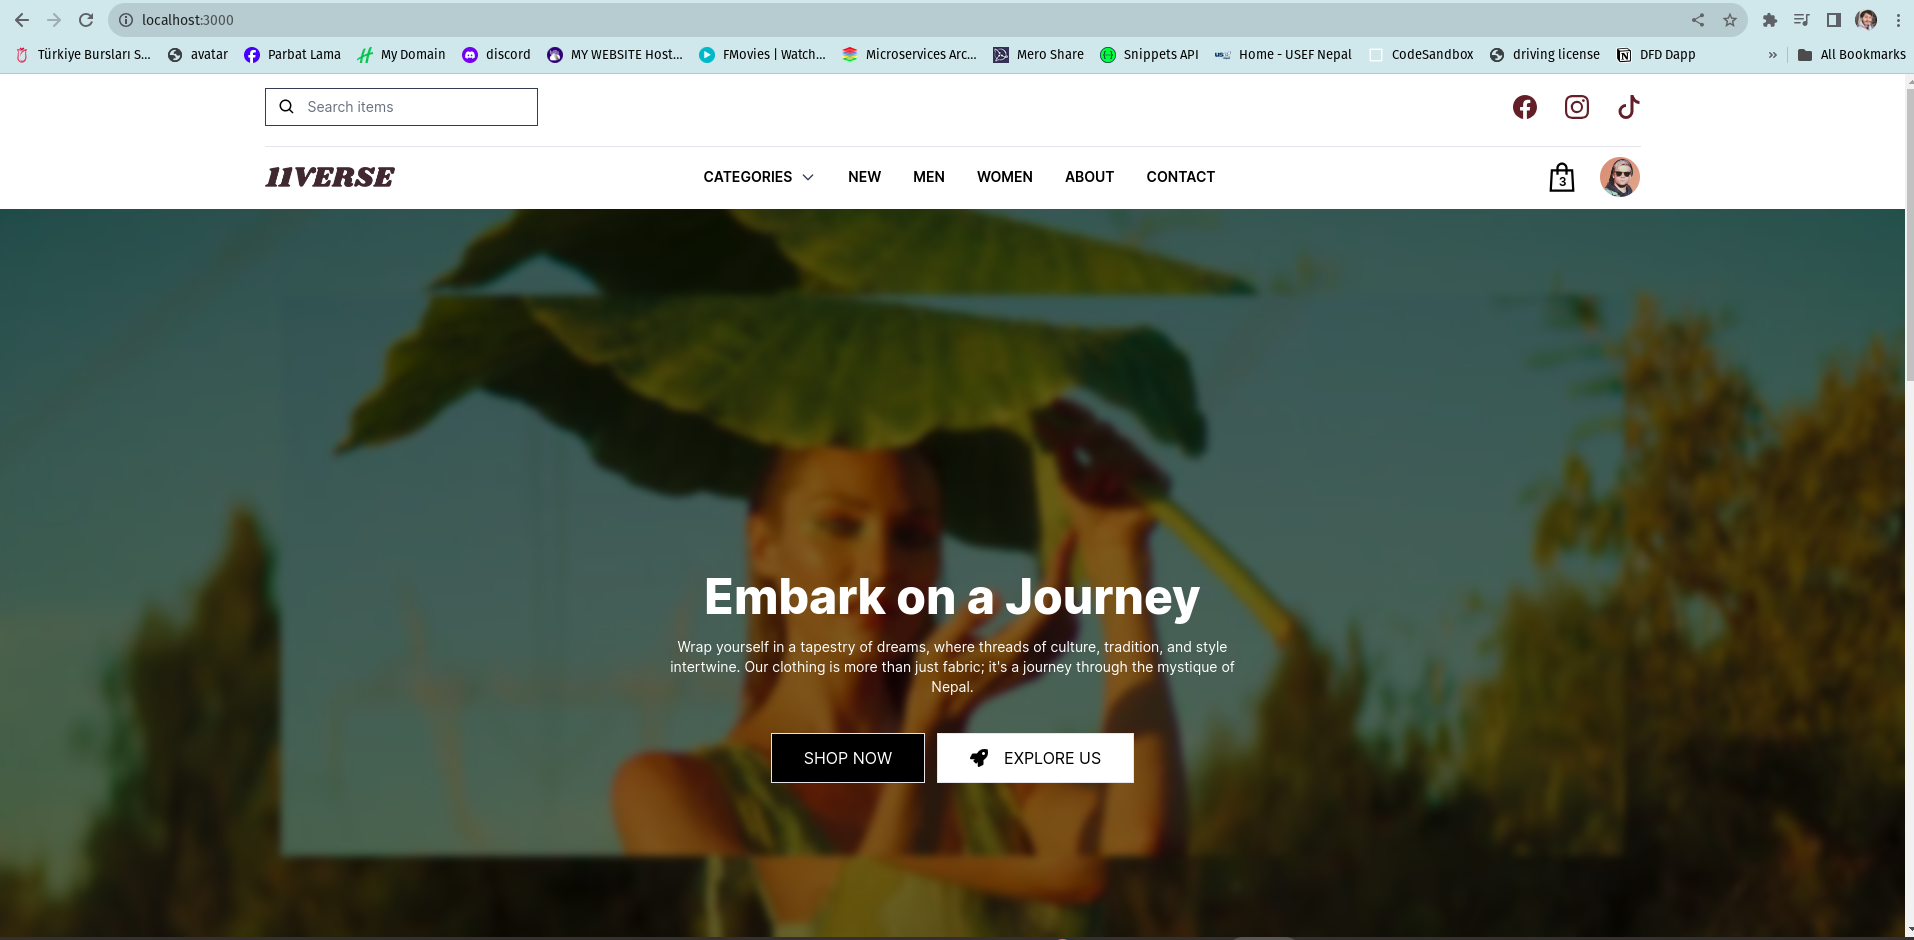 localhost:3000
Türkiye Bursları S...
avatar
Parbat Lama
My Domain
discord
MY WEBSITE Host...
FMovies | Watch...
Microservices Arc...
Mero Share
Snippets API
Home - USEF Nepal
CodeSandbox
driving license
DFD Dapp
»
All Bookmarks
Search items
11VERSE
CATEGORIES
NEW
MEN
WOMEN
ABOUT
CONTACT
3
Embark on a Journey
Wrap yourself in a tapestry of dreams, where threads of culture, tradition, and style
intertwine. Our clothing is more than just fabric; it's a journey through the mystique of
Nepal.
SHOP NOW
EXPLORE US